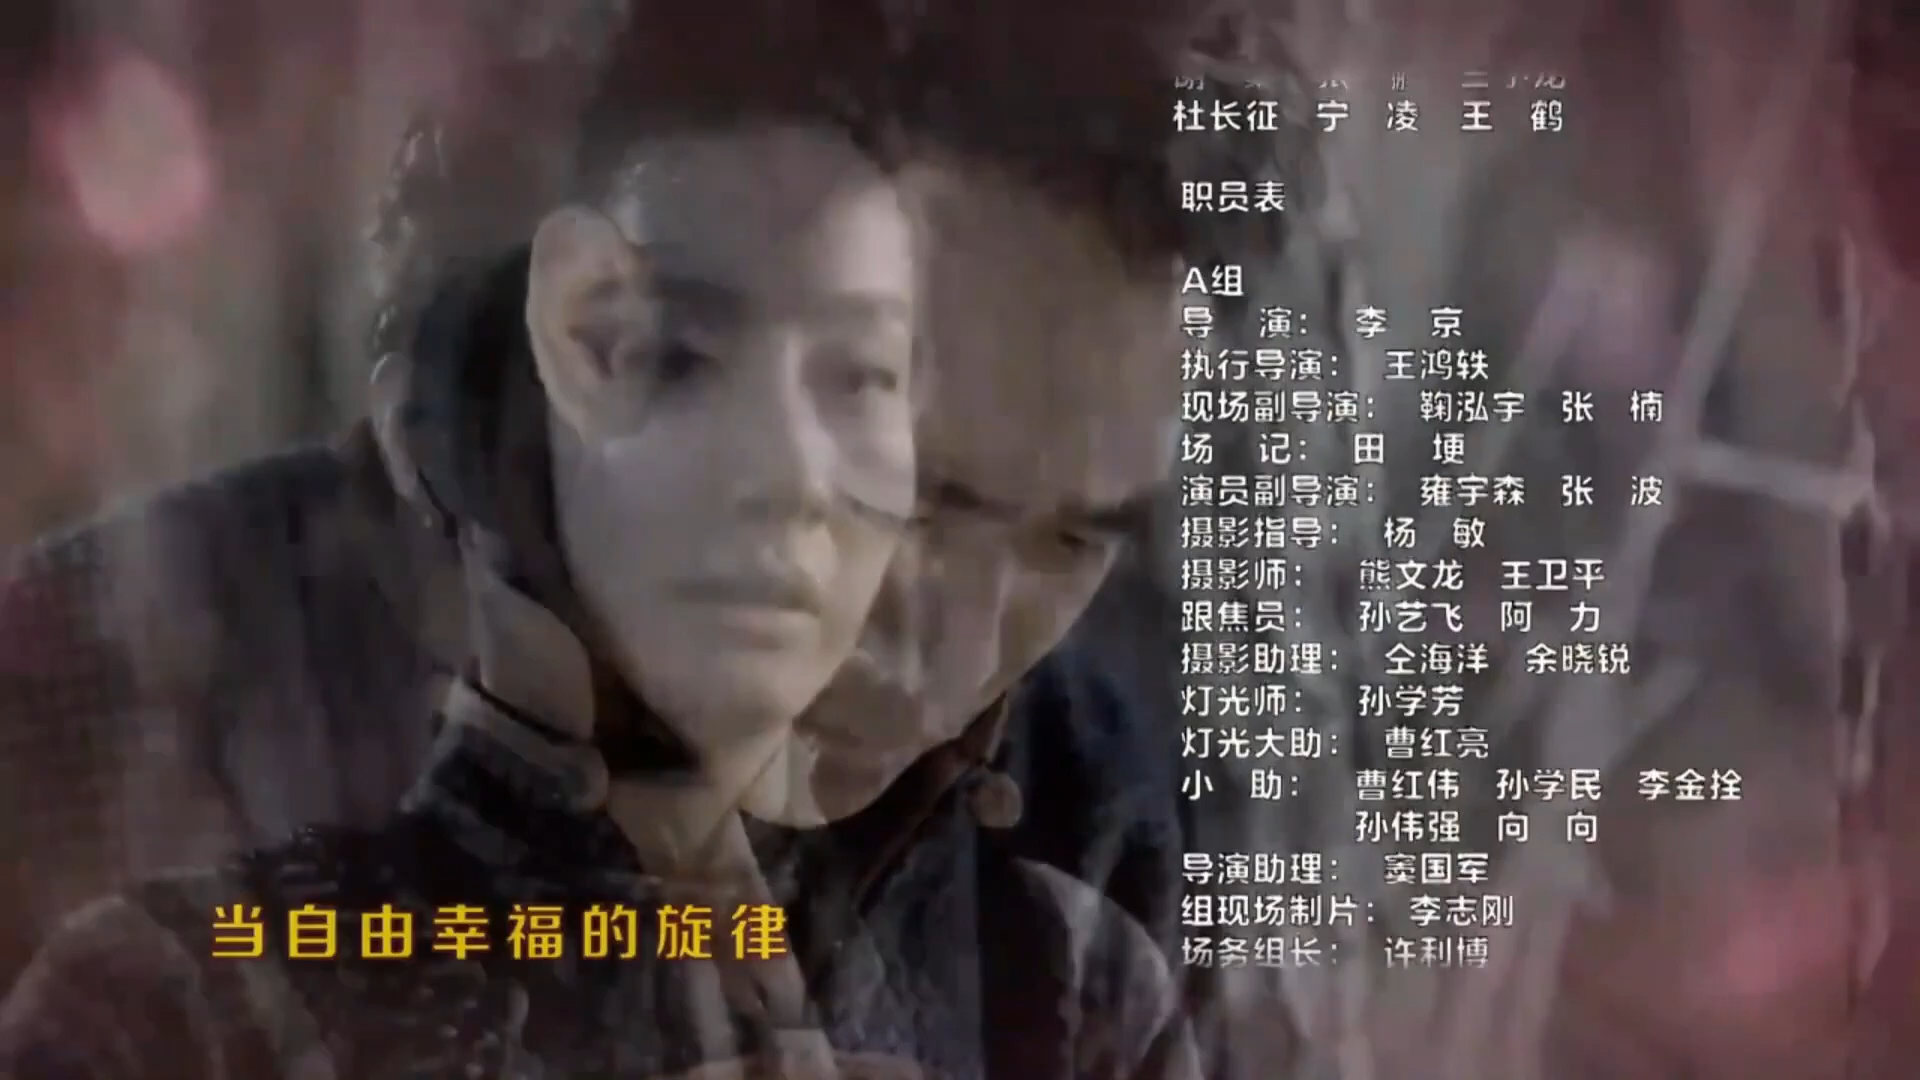 杜长征 宁 凌 王 鹤
职员表
A组
导 演： 李 京
执行导演： 王鸿轶
现场副导演： 鞠泓宇 张 楠
场 记： 田 埂
演员副导演： 雍宇森 张 波
摄影指导： 杨 敏
摄影师： 熊文龙 王卫平
跟焦员： 孙艺飞 阿 力
摄影助理： 仝海洋 余晓锐
灯光师： 孙学芳
灯光大助： 曹红亮
小 助： 曹红伟 孙学民 李金拴
孙伟强 向 向
导演助理： 窦国军
组现场制片： 李志刚
场务组长： 许利博
当自由幸福的旋律